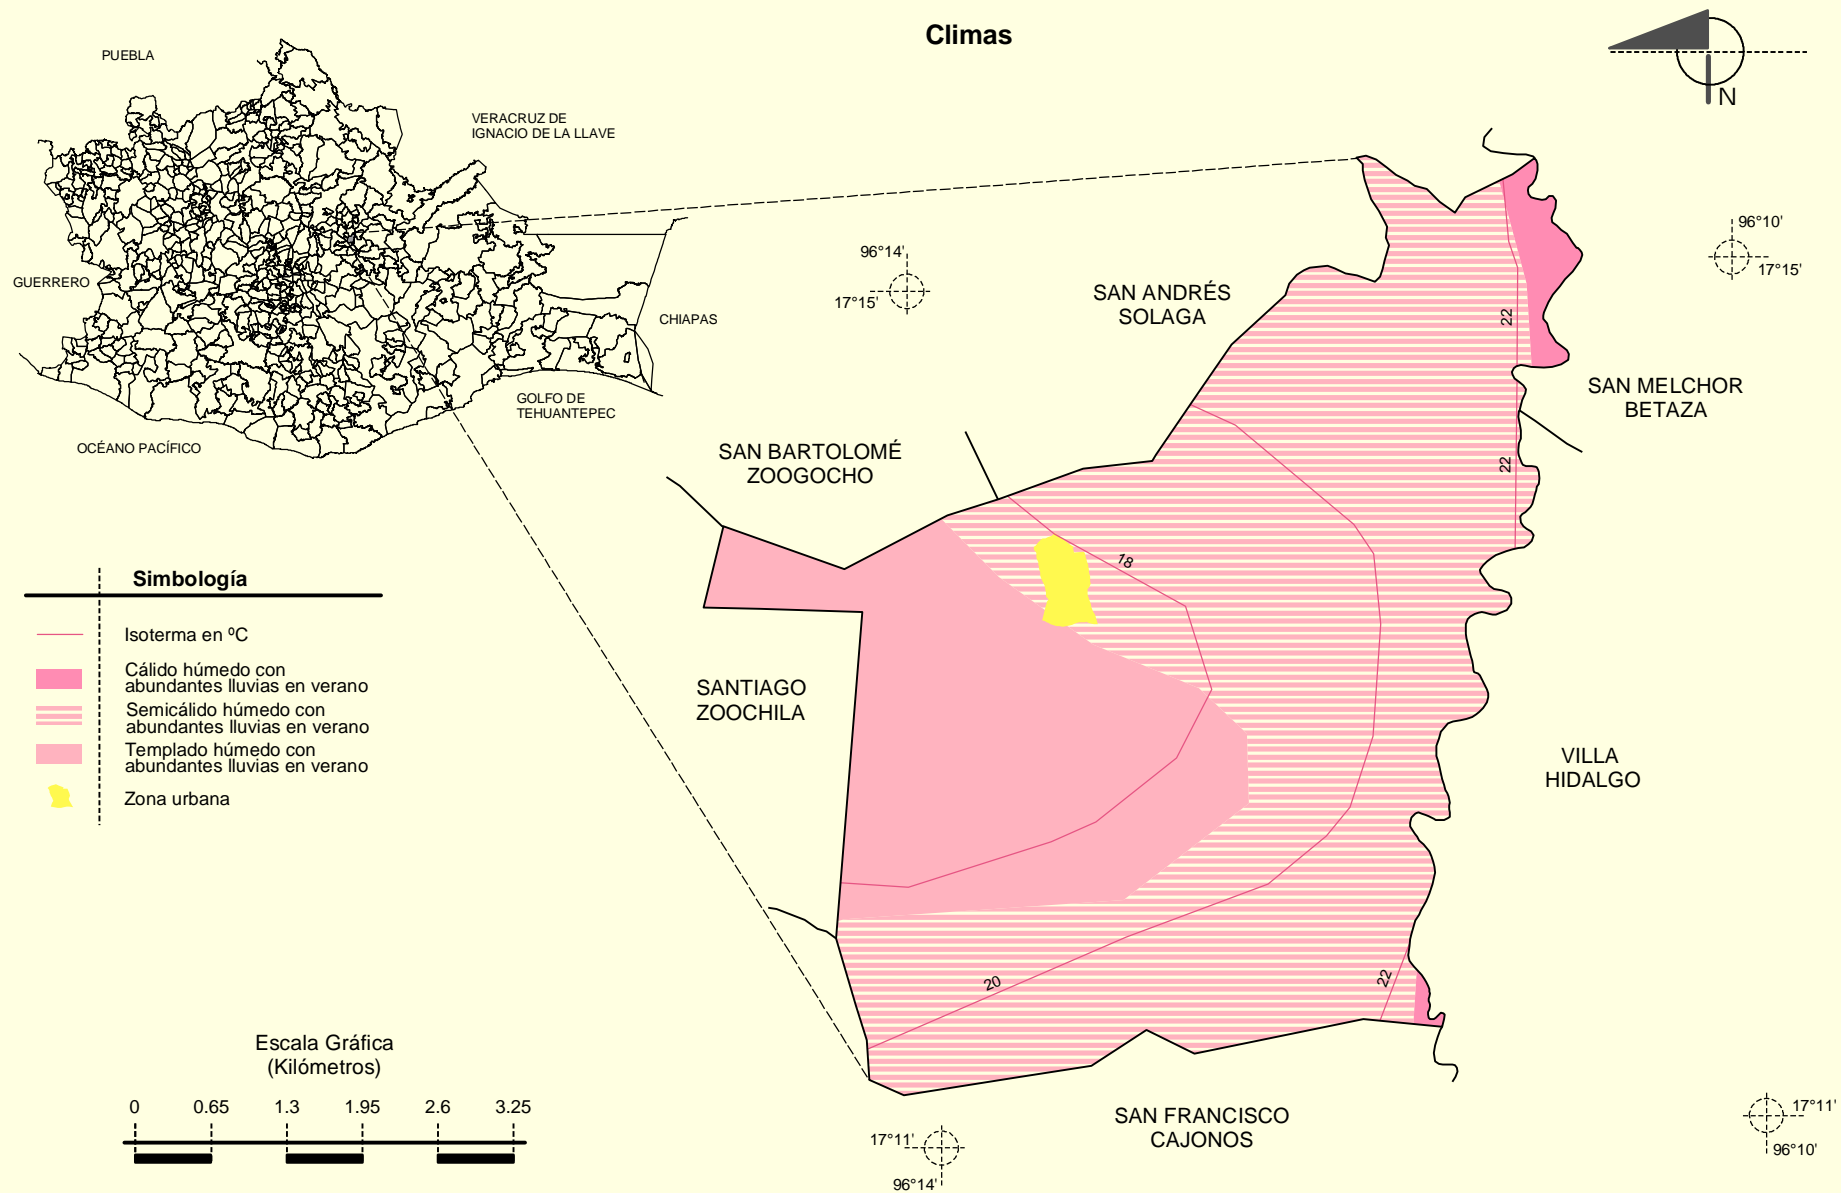 Climas
PUEBLA
VERACRUZ DE
IGNACIO DE LA LLAVE
GUERRERO
CHIAPAS
GOLFO DE
TEHUANTEPEC
OCÉANO PACÍFICO
N
96°14'
17°15'
96°10'
17°15'
SAN ANDRÉS
SOLAGA
22
SAN MELCHOR
BETAZA
SAN BARTOLOMÉ
ZOOGOCHO
22
18
SANTIAGO
ZOOCHILA
VILLA
HIDALGO
20
22
SAN FRANCISCO
CAJONOS
17°11'
96°14'
17°11'
96°10'
Simbología
Isoterma en ºC
Cálido húmedo con
abundantes lluvias en verano
Semicálido húmedo con
abundantes lluvias en verano
Templado húmedo con
abundantes lluvias en verano
Zona urbana
Escala Gráfica
(Kilómetros)
0 0.65 1.3 1.95 2.6 3.25